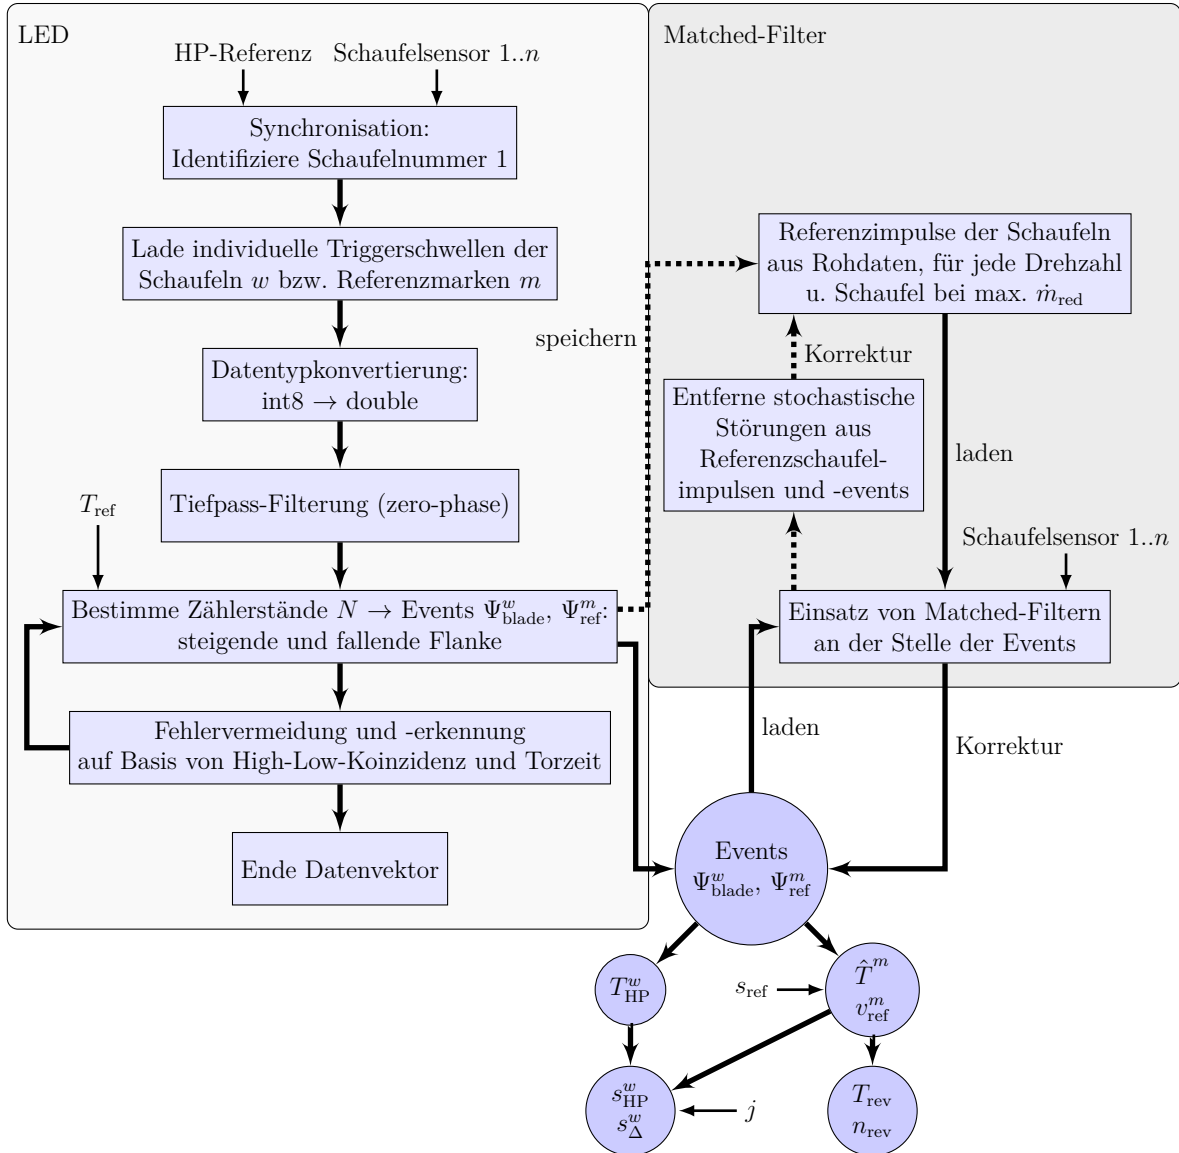 LED
HP-Referenz
Schaufelsensor 1..n
Synchronisation:
Identifiziere Schaufelnummer 1
Lade individuelle Triggerschwellen der
Schaufeln w bzw. Referenzmarken m
Datentypkonvertierung:
int8 → double
Tiefpass-Filterung (zero-phase)
T_ref
Bestimme Zählerstände N → Events Ψ^w_blade, Ψ^m_ref:
steigende und fallende Flanke
Fehlervermeidung und -erkennung
auf Basis von High-Low-Koinzidenz und Torzeit
Ende Datenvektor
speichern
Matched-Filter
Referenzimpulse der Schaufeln
aus Rohdaten, für jede Drehzahl
u. Schaufel bei max. ṁ_red
Korrektur
Entferne stochastische
Störungen aus
Referenzschaufel-
impulsen und -events
laden
Schaufelsensor 1..n
Einsatz von Matched-Filtern
an der Stelle der Events
laden
Korrektur
Events
Ψ^w_blade, Ψ^m_ref
T^w_HP
s_ref
T̂^m
v^m_ref
s^w_HP
s^w_Δ
j
T_rev
n_rev